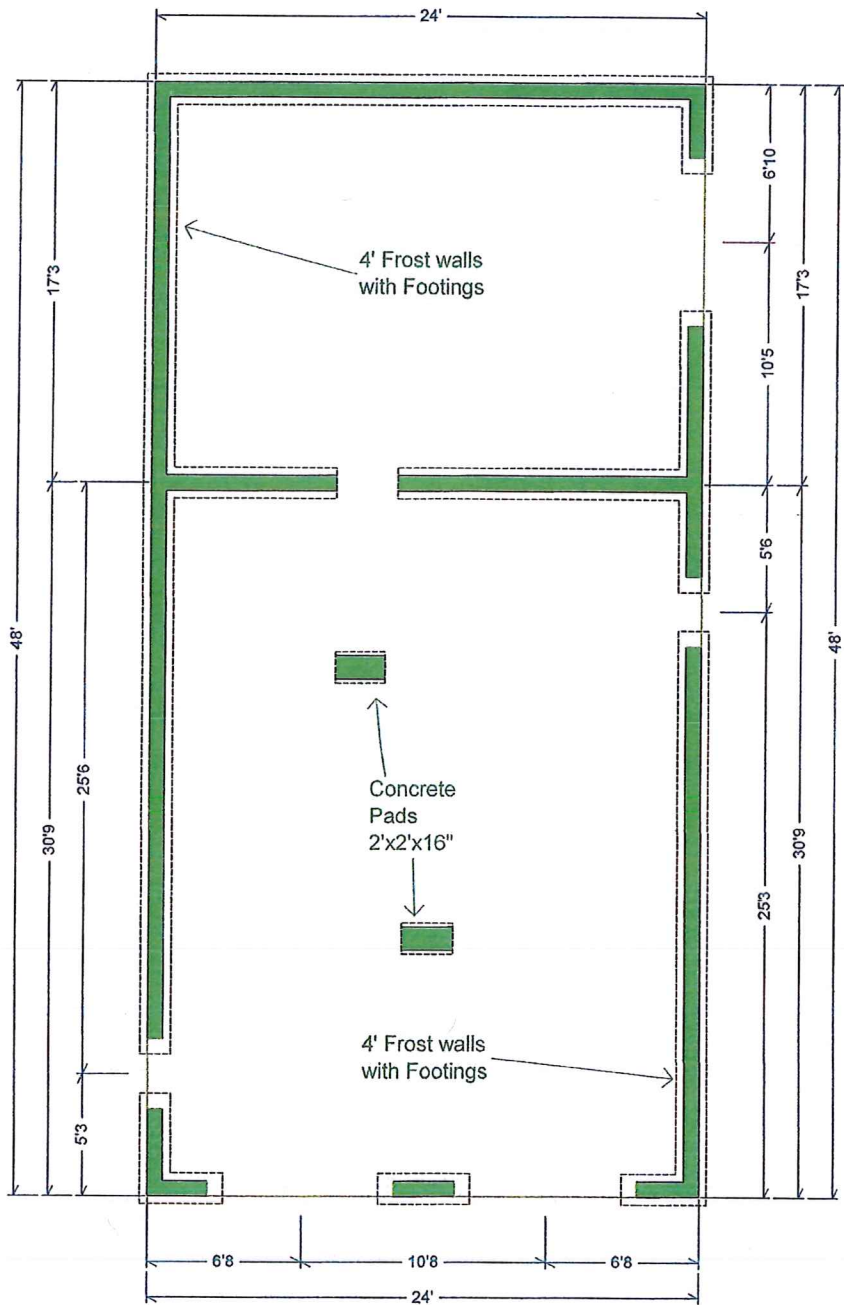 24'
6'10
17'3
4' Frost walls
with Footings
17'3
10'5
5'6
48'
48'
25'6
Concrete
Pads
2'x2'x16"
30'9
30'9
25'3
4' Frost walls
with Footings
5'3
6'8
10'8
6'8
24'